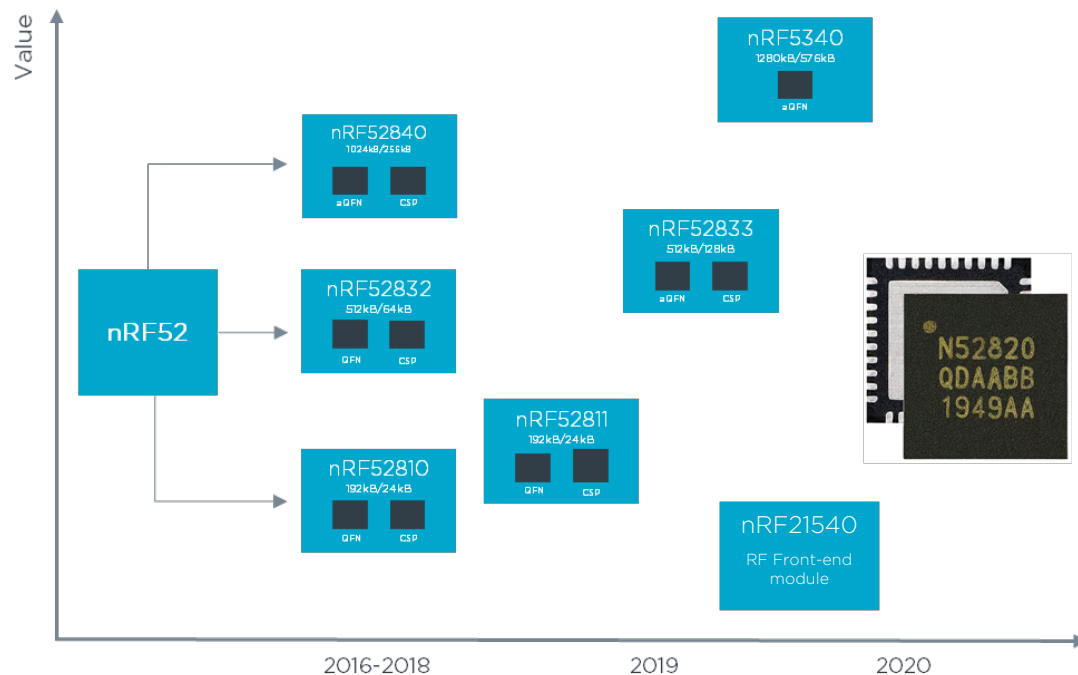 Value
nRF5340
1280kB/576kB
aQFN
nRF52840
1024kB/256kB
aQFN CSP
nRF52833
512kB/128kB
aQFN CSP
nRF52
nRF52832
512kB/64kB
QFN CSP
N52820
QDAABB
1949AA
nRF52811
192kB/24kB
QFN CSP
nRF52810
192kB/24kB
QFN CSP
nRF21540
RF Front-end
module
2016-2018 2019 2020